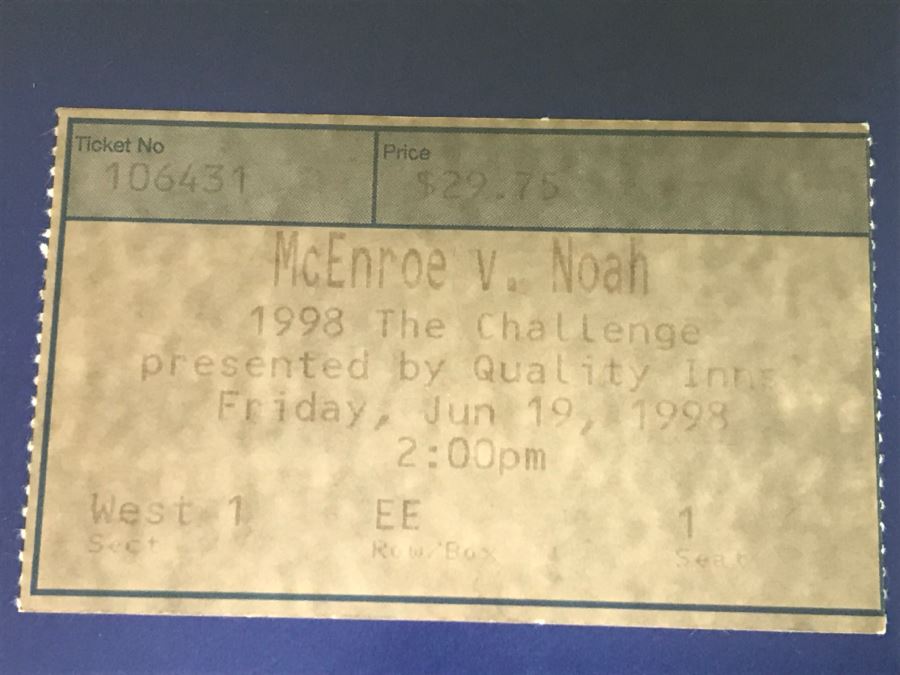 Ticket No
Price
106431
$29.75
McEnroe v. Noah
1998 The Challenge
presented by Quality Inns
Friday, Jun 19, 1998
2:00pm
West 1
EE
1
Sect
Row/Box
Seat